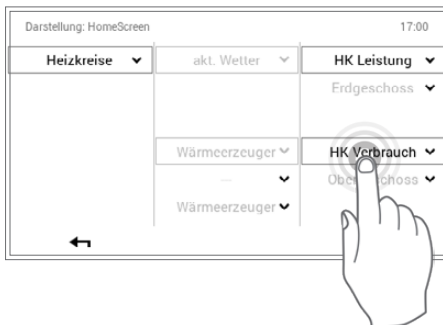 Darstellung: HomeScreen 17:00
Heizkreise akt. Wetter HK Leistung
Erdgeschoss
Wärmeerzeuger HK Verbrauch
—
Wärmeerzeuger